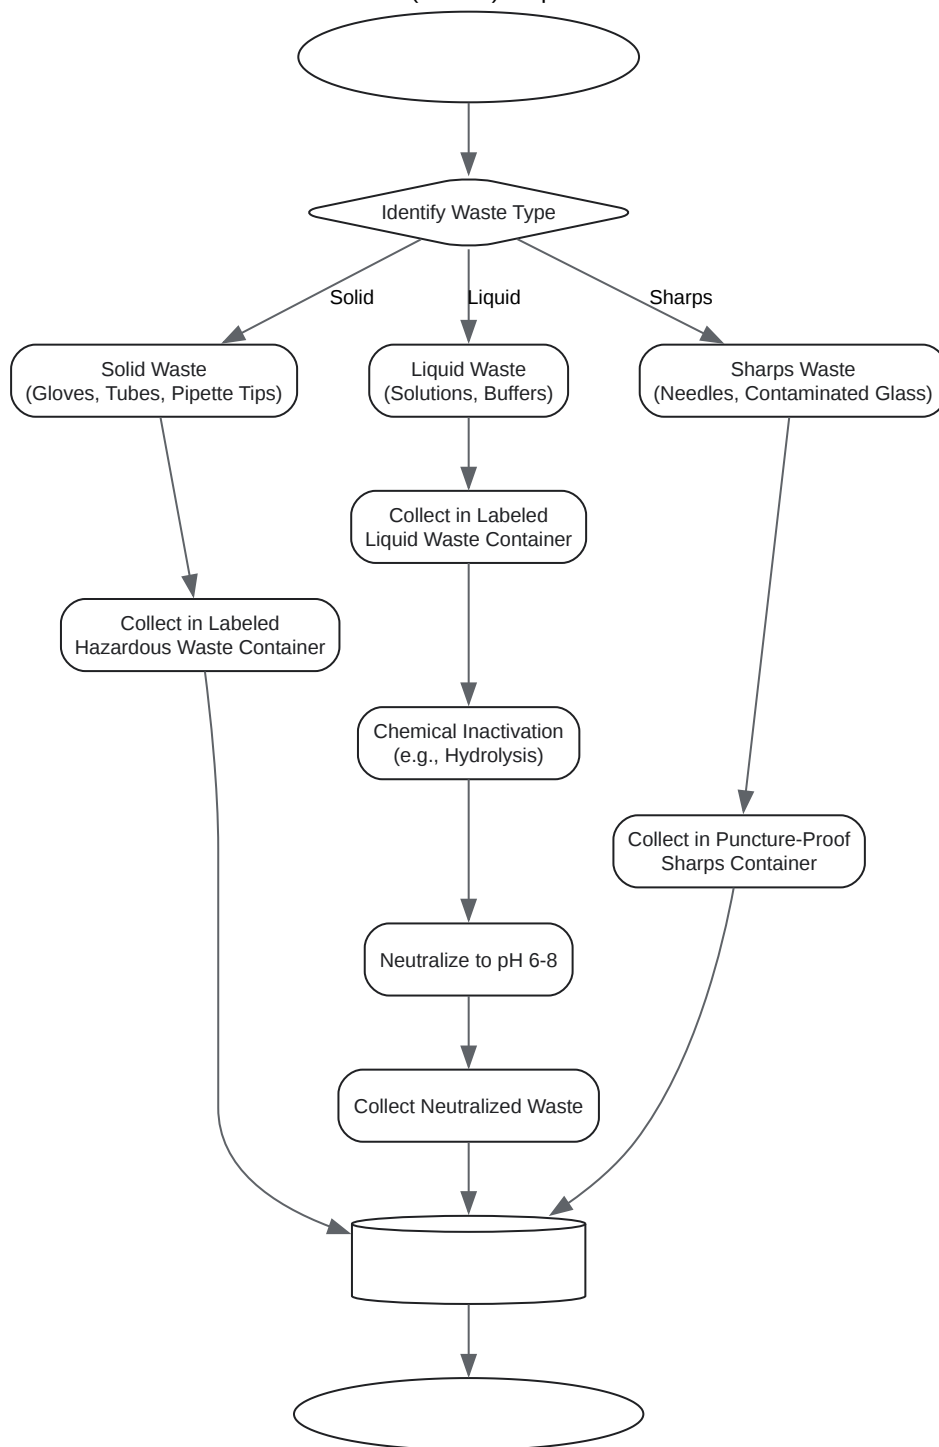 Identify Waste Type
Solid
Liquid
Sharps
Solid Waste
(Gloves, Tubes, Pipette Tips)
Liquid Waste
(Solutions, Buffers)
Sharps Waste
(Needles, Contaminated Glass)
Collect in Labeled
Liquid Waste Container
Collect in Labeled
Hazardous Waste Container
Chemical Inactivation
(e.g., Hydrolysis)
Collect in Puncture-Proof
Sharps Container
Neutralize to pH 6-8
Collect Neutralized Waste